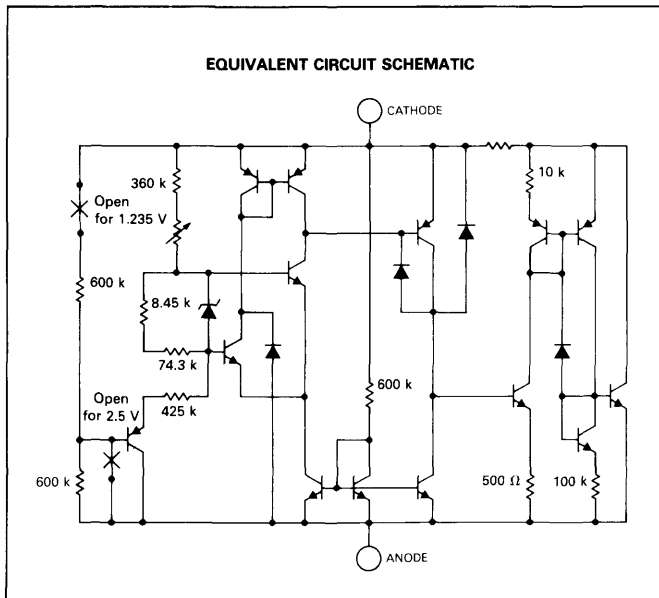 EQUIVALENT CIRCUIT SCHEMATIC
CATHODE
360 k
10 k
Open
for 1.235 V
600 k
8.45 k
74.3 k
600 k
Open
for 2.5 V
425 k
600 k
500 Ω
100 k
ANODE